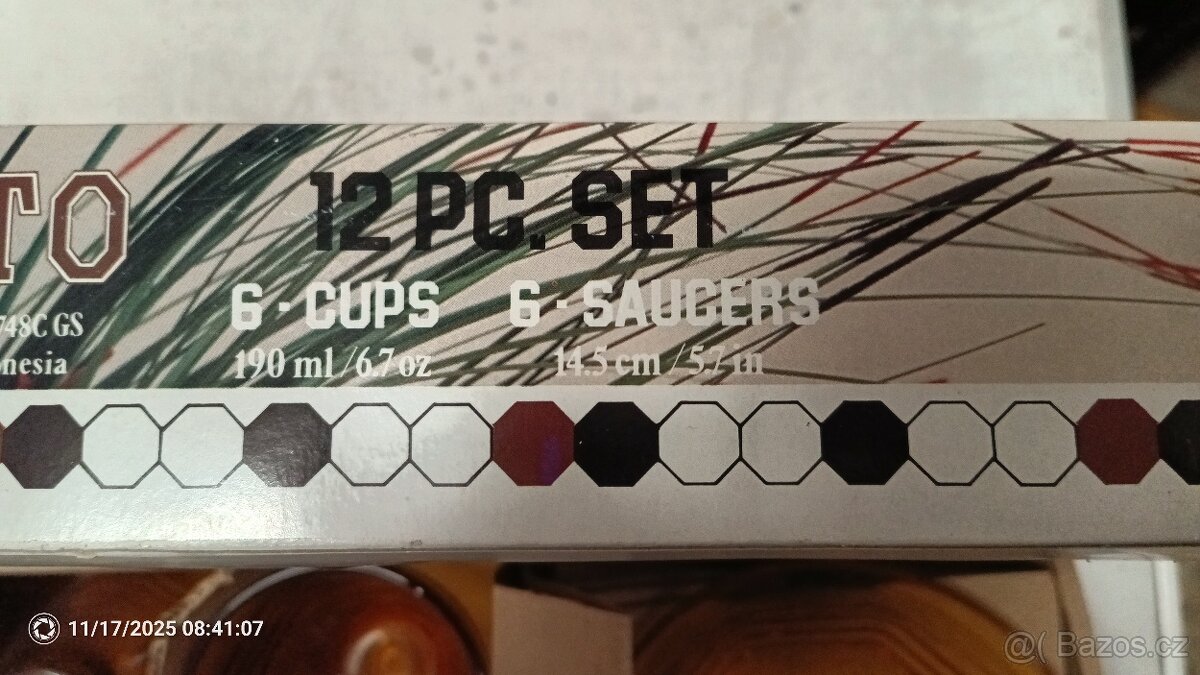 TO
12 PC. SET
6 - CUPS 6 - SAUCERS
748C GS
190 ml /6.7 oz 14.5 cm /5.7 in
nesia
11/17/2025 08:41:07
@( Bazos.cz